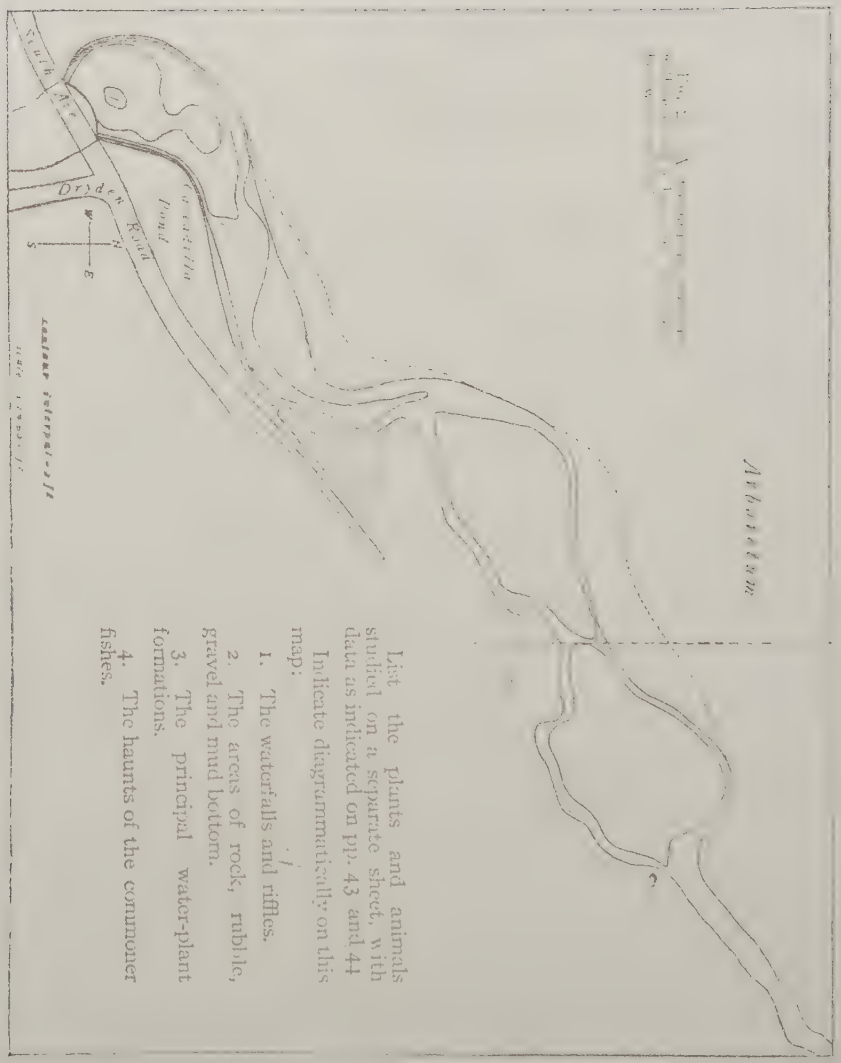 South Ave
Dryden Road
Pond
W
N
S
E
Arboretum
List the plants and animals
studied on a separate sheet, with
data as indicated on pp. 43 and 44
Indicate diagrammatically on this
map:
1. The waterfalls and riffles.
2. The areas of rock, rubble,
gravel and mud bottom.
3. The principal water-plant
formations.
4. The haunts of the commoner
fishes.